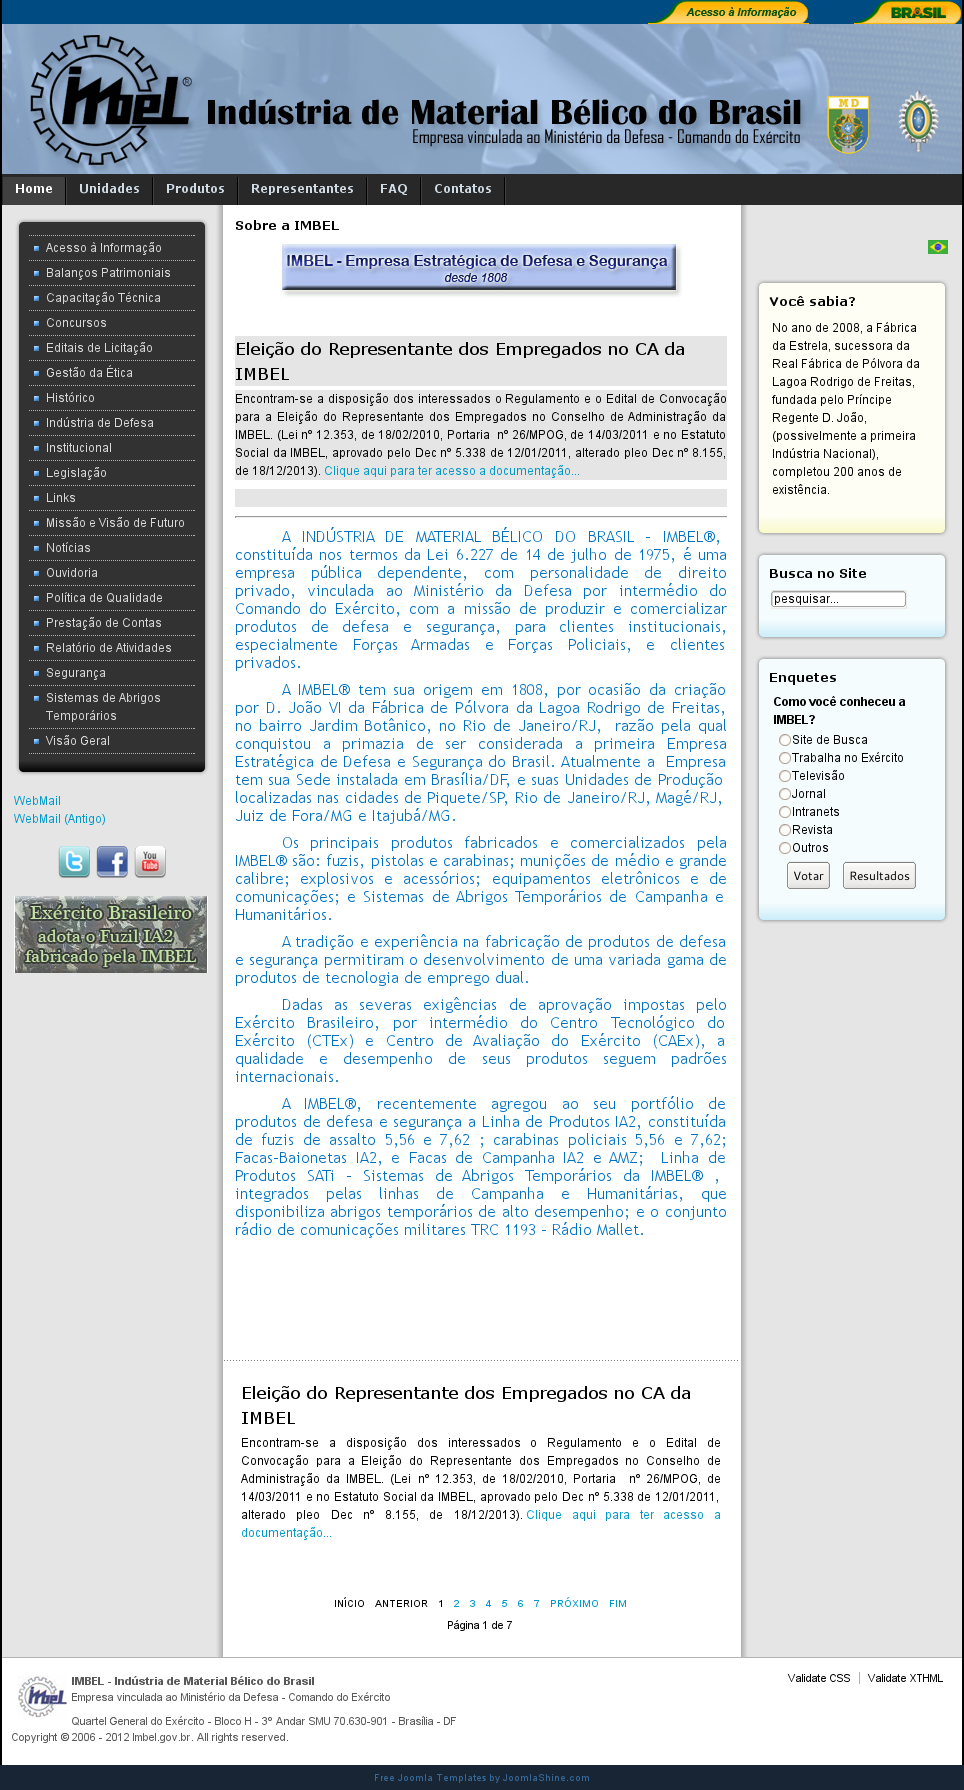 Acesso à Informação
BRASIL
IMBEL®
Indústria de Material Bélico do Brasil
Empresa vinculada ao Ministério da Defesa - Comando do Exército
MD
Home Unidades Produtos Representantes FAQ Contatos
Acesso à Informação
Balanços Patrimoniais
Capacitação Técnica
Concursos
Editais de Licitação
Gestão da Ética
Histórico
Indústria de Defesa
Institucional
Legislação
Links
Missão e Visão de Futuro
Notícias
Ouvidoria
Política de Qualidade
Prestação de Contas
Relatório de Atividades
Segurança
Sistemas de Abrigos
Temporários
Visão Geral
WebMail
WebMail (Antigo)
You
Tube
Exército Brasileiro
adota o Fuzil IA2
fabricado pela IMBEL
Sobre a IMBEL
IMBEL - Empresa Estratégica de Defesa e Segurança
desde 1808
Eleição do Representante dos Empregados no CA da
IMBEL
Encontram-se a disposição dos interessados o Regulamento e o Edital de Convocação
para a Eleição do Representante dos Empregados no Conselho de Administração da
IMBEL. (Lei nº 12.353, de 18/02/2010, Portaria nº 26/MPOG, de 14/03/2011 e no Estatuto
Social da IMBEL, aprovado pelo Dec nº 5.338 de 12/01/2011, alterado pleo Dec nº 8.155,
de 18/12/2013). Clique aqui para ter acesso a documentação...
A INDÚSTRIA DE MATERIAL BÉLICO DO BRASIL - IMBEL®,
constituída nos termos da Lei 6.227 de 14 de julho de 1975, é uma
empresa pública dependente, com personalidade de direito
privado, vinculada ao Ministério da Defesa por intermédio do
Comando do Exército, com a missão de produzir e comercializar
produtos de defesa e segurança, para clientes institucionais,
especialmente Forças Armadas e Forças Policiais, e clientes
privados.
A IMBEL® tem sua origem em 1808, por ocasião da criação
por D. João VI da Fábrica de Pólvora da Lagoa Rodrigo de Freitas,
no bairro Jardim Botânico, no Rio de Janeiro/RJ, razão pela qual
conquistou a primazia de ser considerada a primeira Empresa
Estratégica de Defesa e Segurança do Brasil. Atualmente a Empresa
tem sua Sede instalada em Brasília/DF, e suas Unidades de Produção
localizadas nas cidades de Piquete/SP, Rio de Janeiro/RJ, Magé/RJ,
Juiz de Fora/MG e Itajubá/MG.
Os principais produtos fabricados e comercializados pela
IMBEL® são: fuzis, pistolas e carabinas; munições de médio e grande
calibre; explosivos e acessórios; equipamentos eletrônicos e de
comunicações; e Sistemas de Abrigos Temporários de Campanha e
Humanitários.
A tradição e experiência na fabricação de produtos de defesa
e segurança permitiram o desenvolvimento de uma variada gama de
produtos de tecnologia de emprego dual.
Dadas as severas exigências de aprovação impostas pelo
Exército Brasileiro, por intermédio do Centro Tecnológico do
Exército (CTEx) e Centro de Avaliação do Exército (CAEx), a
qualidade e desempenho de seus produtos seguem padrões
internacionais.
A IMBEL®, recentemente agregou ao seu portfólio de
produtos de defesa e segurança a Linha de Produtos IA2, constituída
de fuzis de assalto 5,56 e 7,62 ; carabinas policiais 5,56 e 7,62;
Facas-Baionetas IA2, e Facas de Campanha IA2 e AMZ; Linha de
Produtos SATi - Sistemas de Abrigos Temporários da IMBEL® ,
integrados pelas linhas de Campanha e Humanitárias, que
disponibiliza abrigos temporários de alto desempenho; e o conjunto
rádio de comunicações militares TRC 1193 - Rádio Mallet.
Eleição do Representante dos Empregados no CA da
IMBEL
Encontram-se a disposição dos interessados o Regulamento e o Edital de
Convocação para a Eleição do Representante dos Empregados no Conselho de
Administração da IMBEL. (Lei nº 12.353, de 18/02/2010, Portaria nº 26/MPOG, de
14/03/2011 e no Estatuto Social da IMBEL, aprovado pelo Dec nº 5.338 de 12/01/2011,
alterado pleo Dec nº 8.155, de 18/12/2013). Clique aqui para ter acesso a
documentação...
INÍCIO ANTERIOR 1 2 3 4 5 6 7 PRÓXIMO FIM
Página 1 de 7
Você sabia?
No ano de 2008, a Fábrica
da Estrela, sucessora da
Real Fábrica de Pólvora da
Lagoa Rodrigo de Freitas,
fundada pelo Príncipe
Regente D. João,
(possivelmente a primeira
Indústria Nacional),
completou 200 anos de
existência.
Busca no Site
pesquisar...
Enquetes
Como você conheceu a
IMBEL?
Site de Busca
Trabalha no Exército
Televisão
Jornal
Intranets
Revista
Outros
Votar Resultados
IMBEL
IMBEL - Indústria de Material Bélico do Brasil
Empresa vinculada ao Ministério da Defesa - Comando do Exército
Quartel General do Exército - Bloco H - 3º Andar SMU 70.630-901 - Brasília - DF
Copyright © 2006 - 2012 Imbel.gov.br. All rights reserved.
Validate CSS Validate XTHML
Free Joomla Templates by JoomlaShine.com